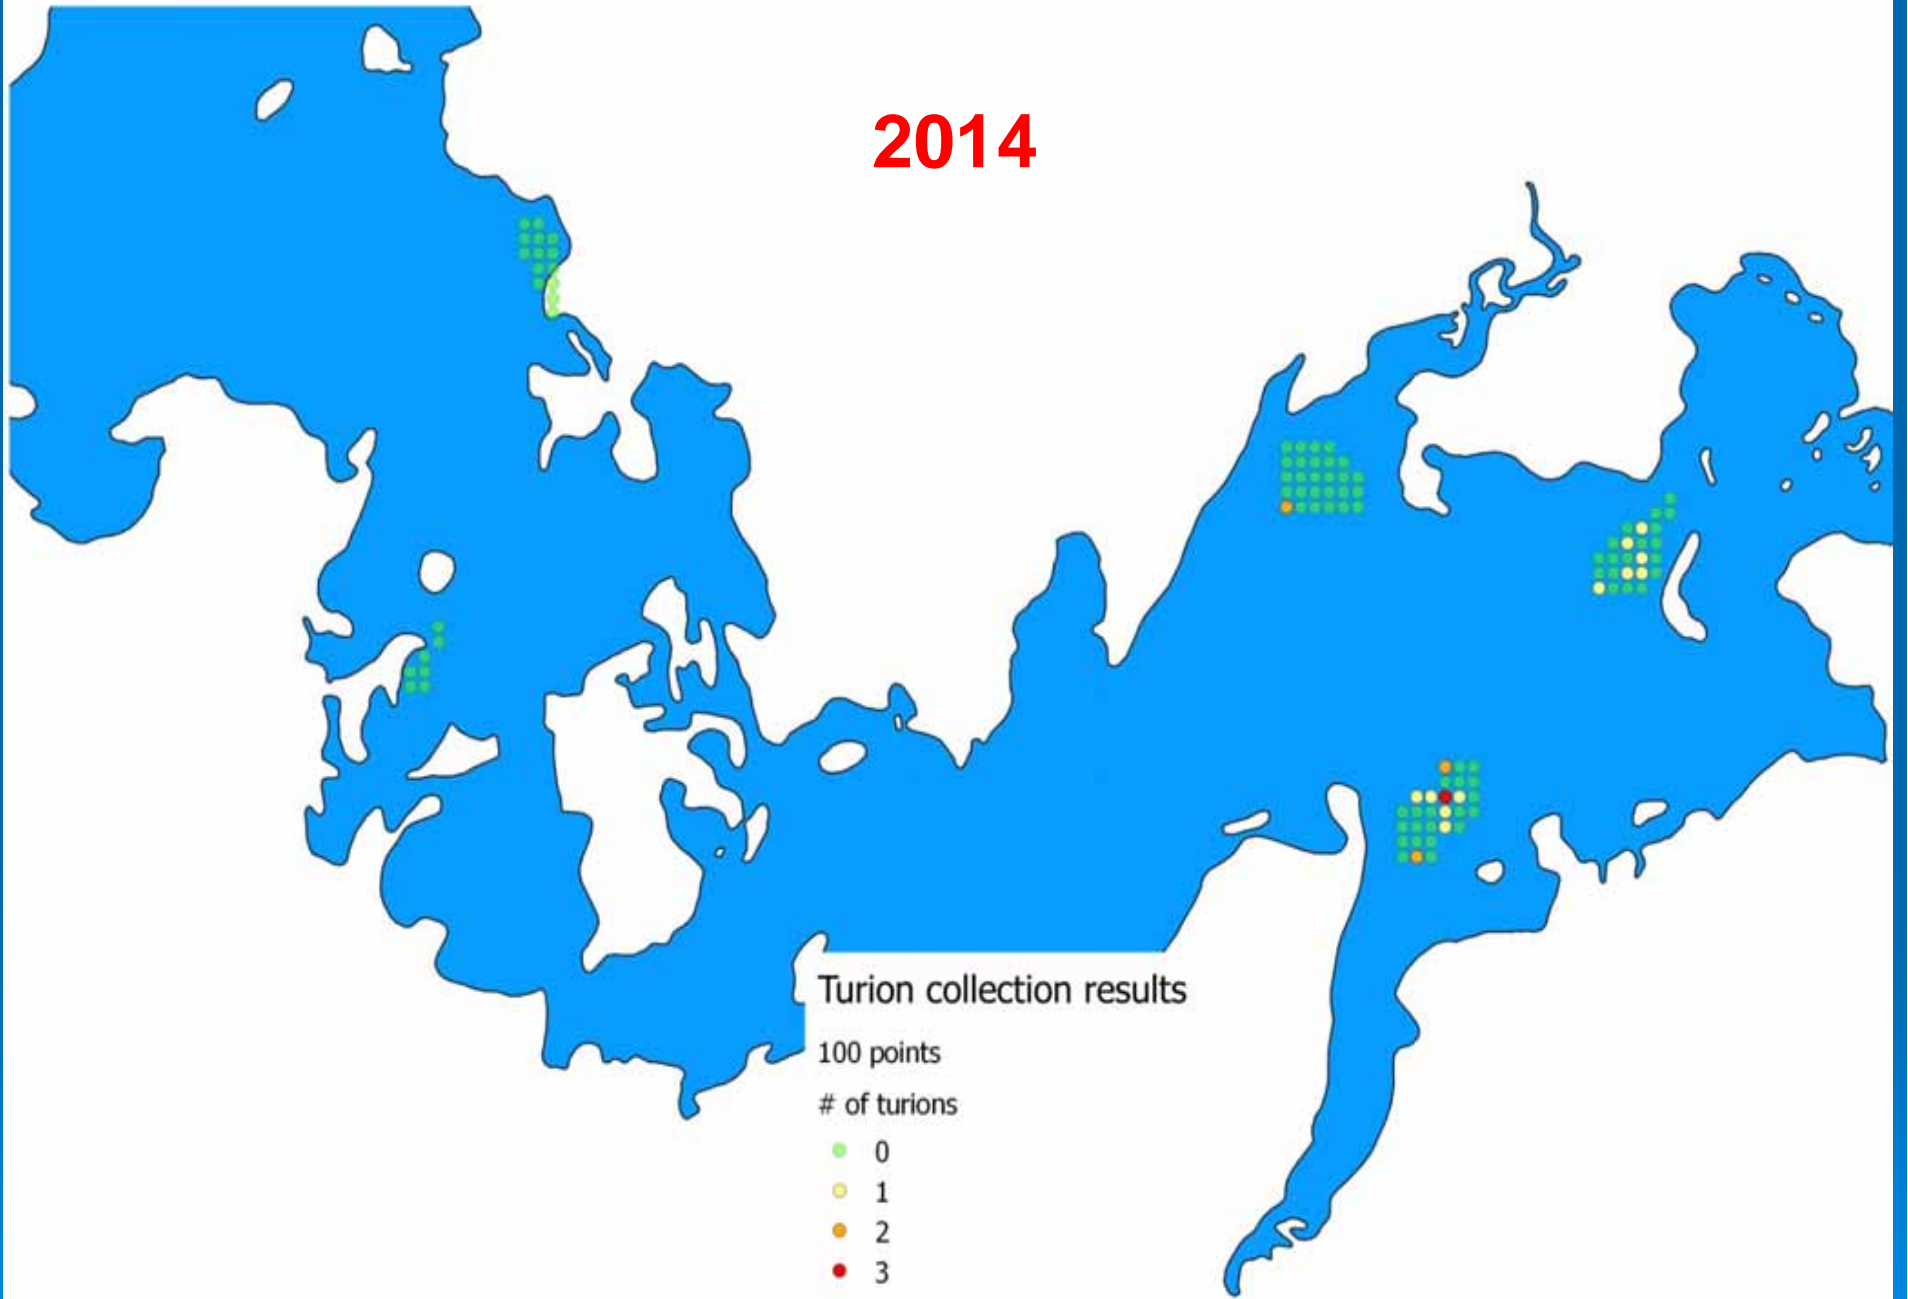 2014
Turion collection results
100 points
# of turions
0
1
2
3